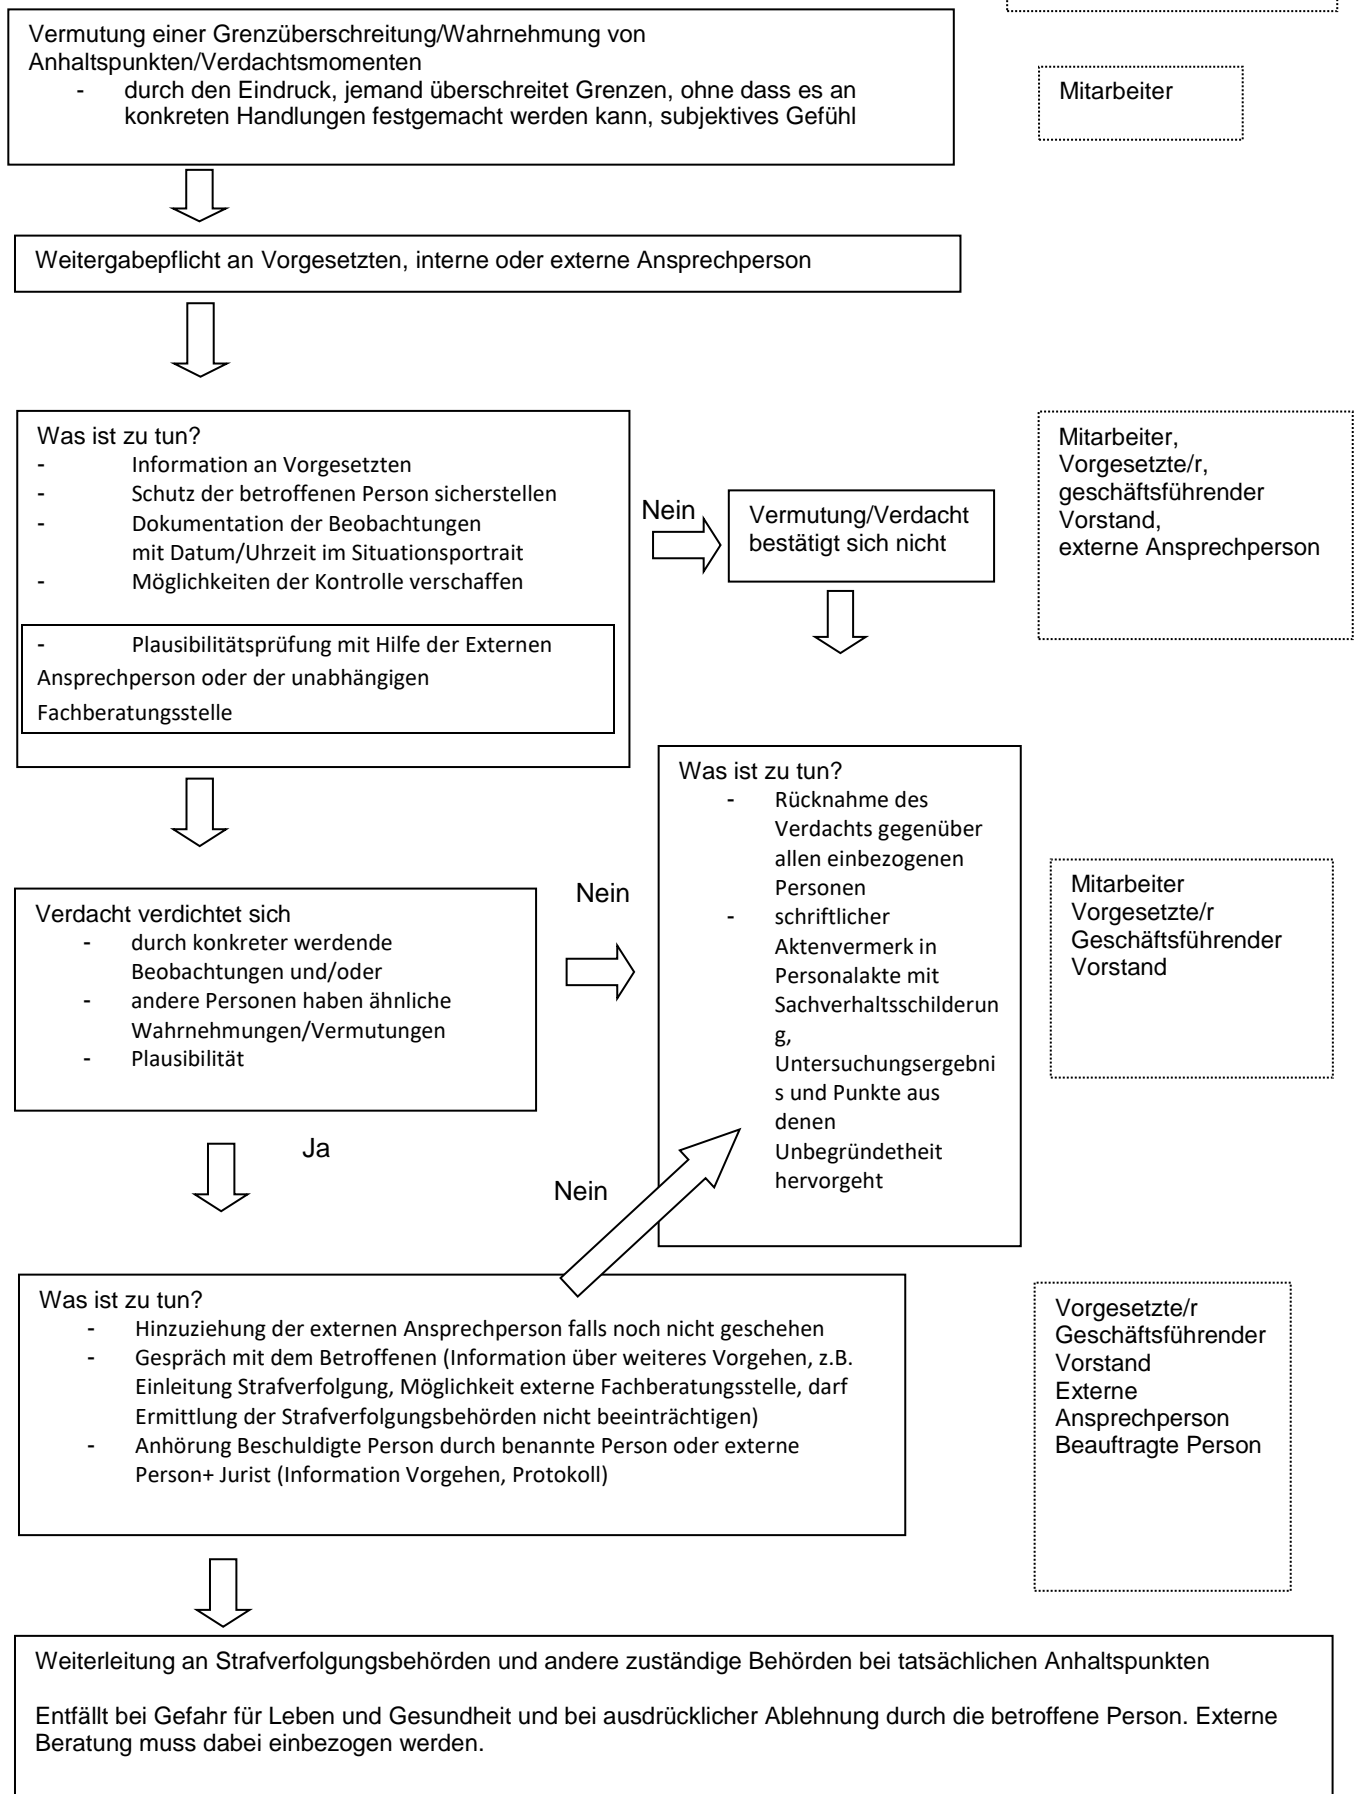 Vermutung einer Grenzüberschreitung/Wahrnehmung von
Anhaltspunkten/Verdachtsmomenten
- durch den Eindruck, jemand überschreitet Grenzen, ohne dass es an
konkreten Handlungen festgemacht werden kann, subjektives Gefühl
Mitarbeiter
Weitergabepflicht an Vorgesetzten, interne oder externe Ansprechperson
Was ist zu tun?
- Information an Vorgesetzten
- Schutz der betroffenen Person sicherstellen
- Dokumentation der Beobachtungen
mit Datum/Uhrzeit im Situationsportrait
- Möglichkeiten der Kontrolle verschaffen
- Plausibilitätsprüfung mit Hilfe der Externen
Ansprechperson oder der unabhängigen
Fachberatungsstelle
Nein
Vermutung/Verdacht
bestätigt sich nicht
Mitarbeiter,
Vorgesetzte/r,
geschäftsführender
Vorstand,
externe Ansprechperson
Was ist zu tun?
- Rücknahme des
Verdachts gegenüber
allen einbezogenen
Personen
- schriftlicher
Aktenvermerk in
Personalakte mit
Sachverhaltsschilderun
g,
Untersuchungsergebni
s und Punkte aus
denen
Unbegründetheit
hervorgeht
Verdacht verdichtet sich
- durch konkreter werdende
Beobachtungen und/oder
- andere Personen haben ähnliche
Wahrnehmungen/Vermutungen
- Plausibilität
Nein
Mitarbeiter
Vorgesetzte/r
Geschäftsführender
Vorstand
Ja
Nein
Was ist zu tun?
- Hinzuziehung der externen Ansprechperson falls noch nicht geschehen
- Gespräch mit dem Betroffenen (Information über weiteres Vorgehen, z.B.
Einleitung Strafverfolgung, Möglichkeit externe Fachberatungsstelle, darf
Ermittlung der Strafverfolgungsbehörden nicht beeinträchtigen)
- Anhörung Beschuldigte Person durch benannte Person oder externe
Person+ Jurist (Information Vorgehen, Protokoll)
Vorgesetzte/r
Geschäftsführender
Vorstand
Externe
Ansprechperson
Beauftragte Person
Weiterleitung an Strafverfolgungsbehörden und andere zuständige Behörden bei tatsächlichen Anhaltspunkten
Entfällt bei Gefahr für Leben und Gesundheit und bei ausdrücklicher Ablehnung durch die betroffene Person. Externe
Beratung muss dabei einbezogen werden.